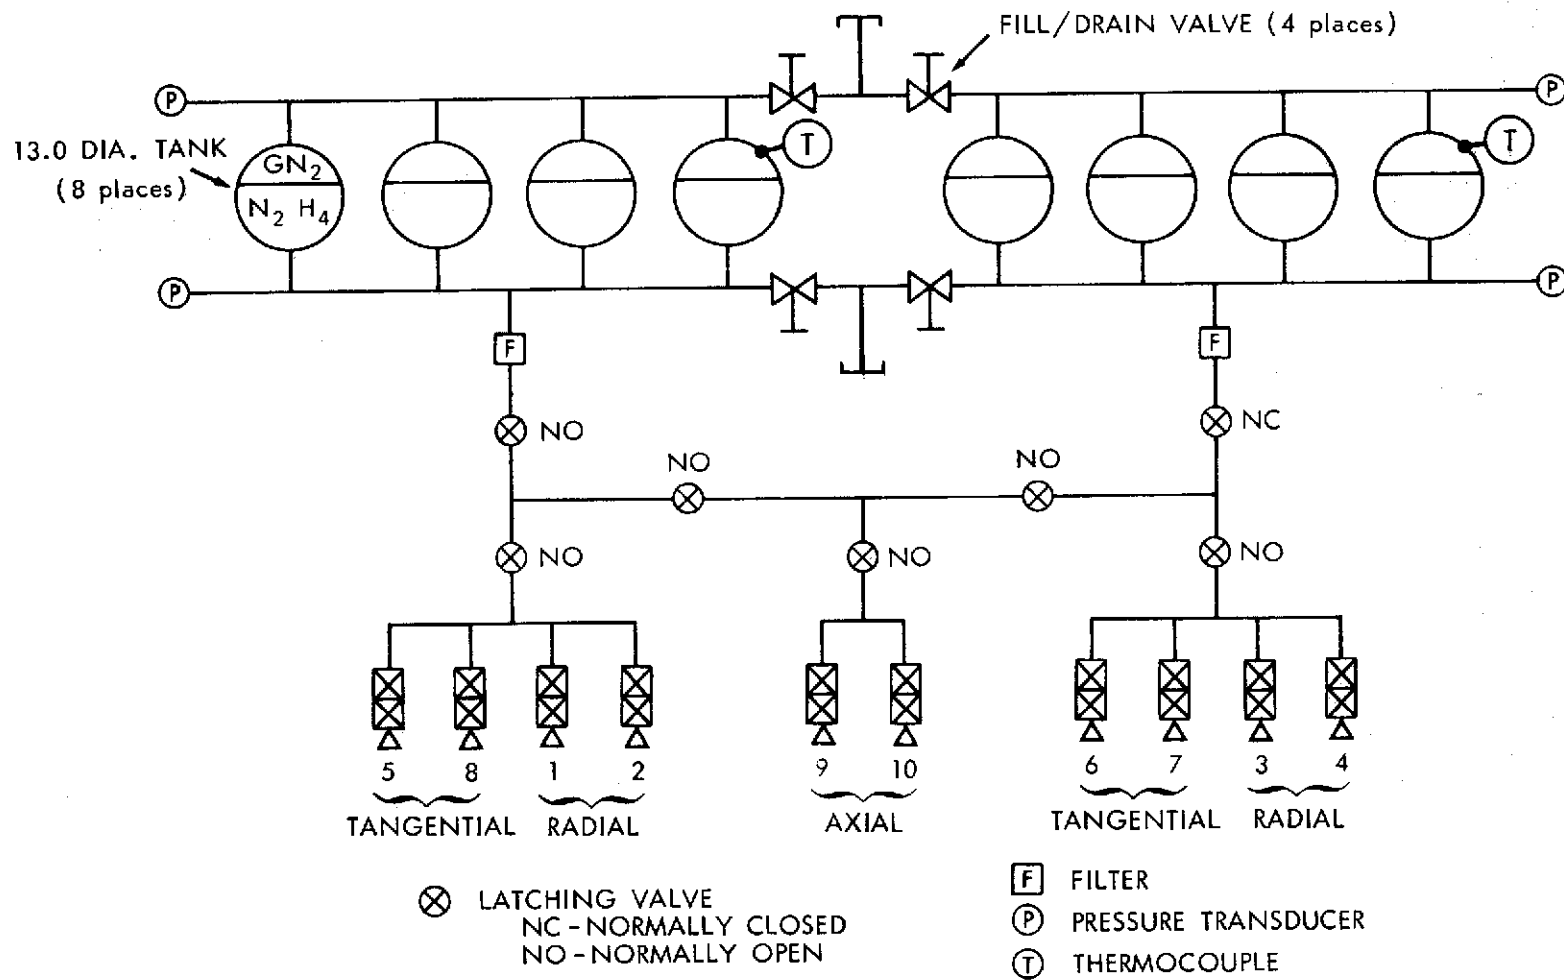 FILL/DRAIN VALVE (4 places)
P
P
T
T
13.0 DIA. TANK
(8 places)
GN2
N2 H4
P
P
F
F
NO
NC
NO
NO
NO
NO
NO
5 8 1 2
9 10
6 7 3 4
TANGENTIAL RADIAL
AXIAL
TANGENTIAL RADIAL
LATCHING VALVE
NC-NORMALLY CLOSED
NO-NORMALLY OPEN
F FILTER
P PRESSURE TRANSDUCER
T THERMOCOUPLE